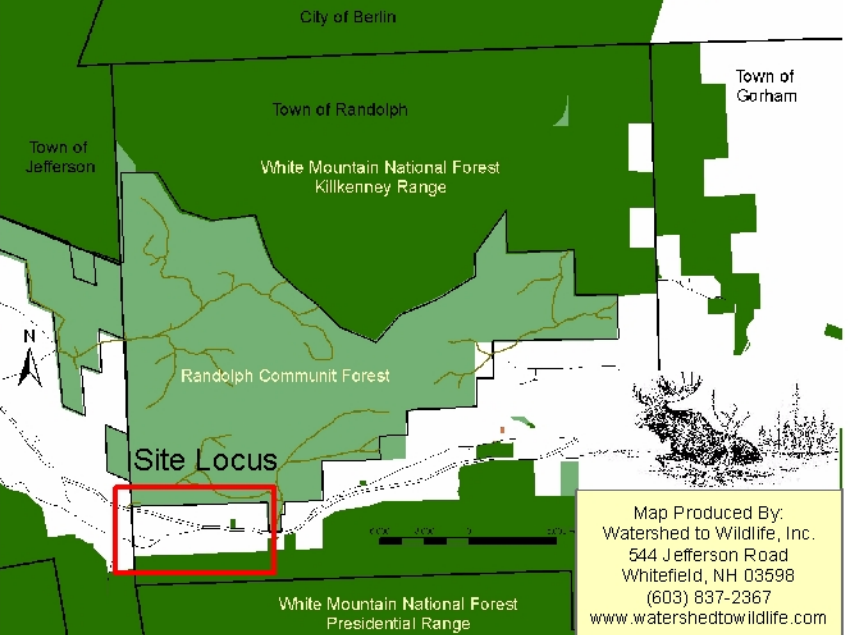 City of Berlin
Town of
Gorham
Town of Randolph
Town of
Jefferson
White Mountain National Forest
Killkenney Range
N
Randolph Communit Forest
Site Locus
Map Produced By:
Watershed to Wildlife, Inc.
544 Jefferson Road
Whitefield, NH 03598
(603) 837-2367
www.watershedtowildlife.com
White Mountain National Forest
Presidential Range